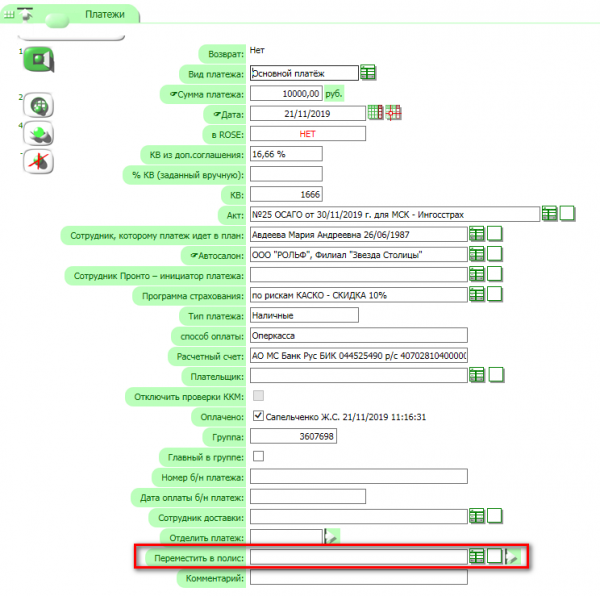 Платежи
1
2
4
-
Возврат: Нет
Вид платежа: Основной платёж
Сумма платежа: 10000,00 руб.
Дата: 21/11/2019
в ROSE: НЕТ
КВ из доп.соглашения: 16,66 %
% КВ (заданный вручную):
КВ: 1666
Акт: №25 ОСАГО от 30/11/2019 г. для МСК - Ингосстрах
Сотрудник, которому платеж идет в план: Авдеева Мария Андреевна 26/06/1987
Автосалон: ООО "РОЛЬФ", Филиал "Звезда Столицы"
Сотрудник Пронто – инициатор платежа:
Программа страхования: по рискам КАСКО - СКИДКА 10%
Тип платежа: Наличные
способ оплаты: Оперкасса
Расчетный счет: АО МС Банк Рус БИК 044525490 р/с 4070281040000
Плательщик:
Отключить проверки ККМ:
Оплачено: Сапельченко Ж.С. 21/11/2019 11:16:31
Группа: 3607698
Главный в группе:
Номер б/н платежа:
Дата оплаты б/н платеж:
Сотрудник доставки:
Отделить платеж:
Переместить в полис:
Комментарий: